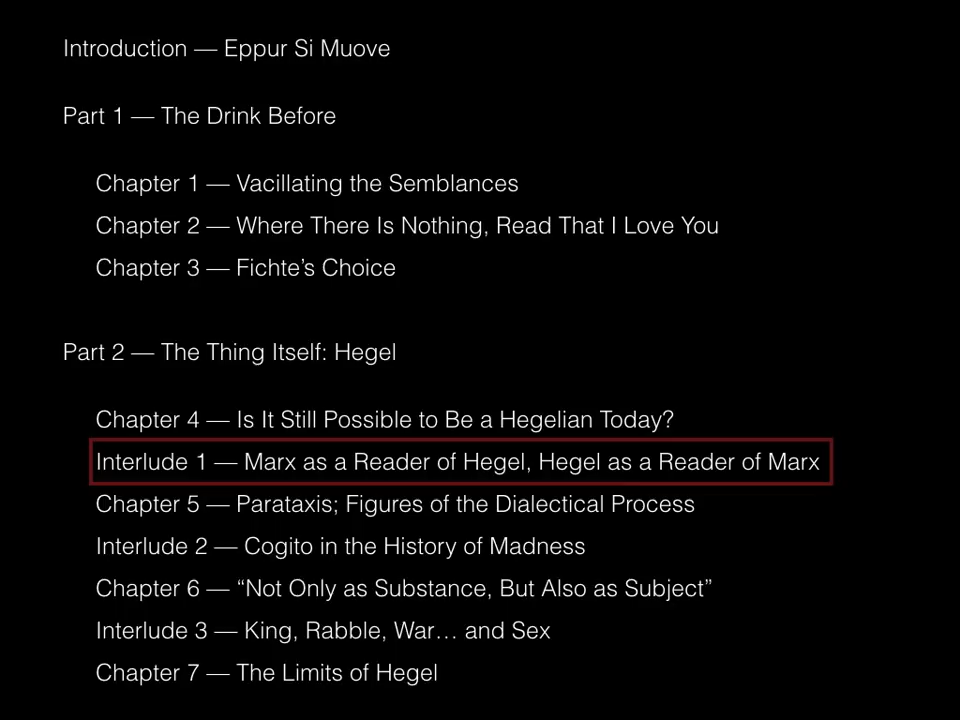 Introduction — Eppur Si Muove
Part 1 — The Drink Before
Chapter 1 — Vacillating the Semblances
Chapter 2 — Where There Is Nothing, Read That I Love You
Chapter 3 — Fichte’s Choice
Part 2 — The Thing Itself: Hegel
Chapter 4 — Is It Still Possible to Be a Hegelian Today?
Interlude 1 — Marx as a Reader of Hegel, Hegel as a Reader of Marx
Chapter 5 — Parataxis; Figures of the Dialectical Process
Interlude 2 — Cogito in the History of Madness
Chapter 6 — “Not Only as Substance, But Also as Subject”
Interlude 3 — King, Rabble, War… and Sex
Chapter 7 — The Limits of Hegel